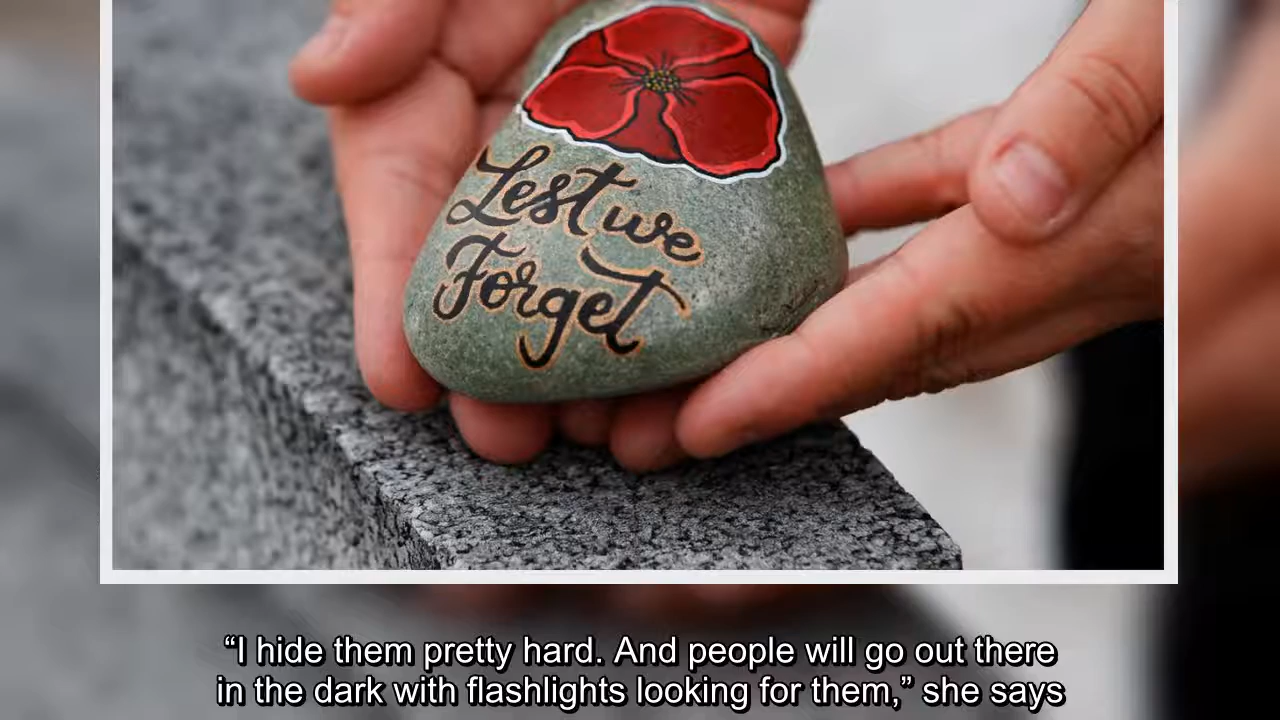 Lest we
Forget
“I hide them pretty hard. And people will go out there
in the dark with flashlights looking for them,” she says